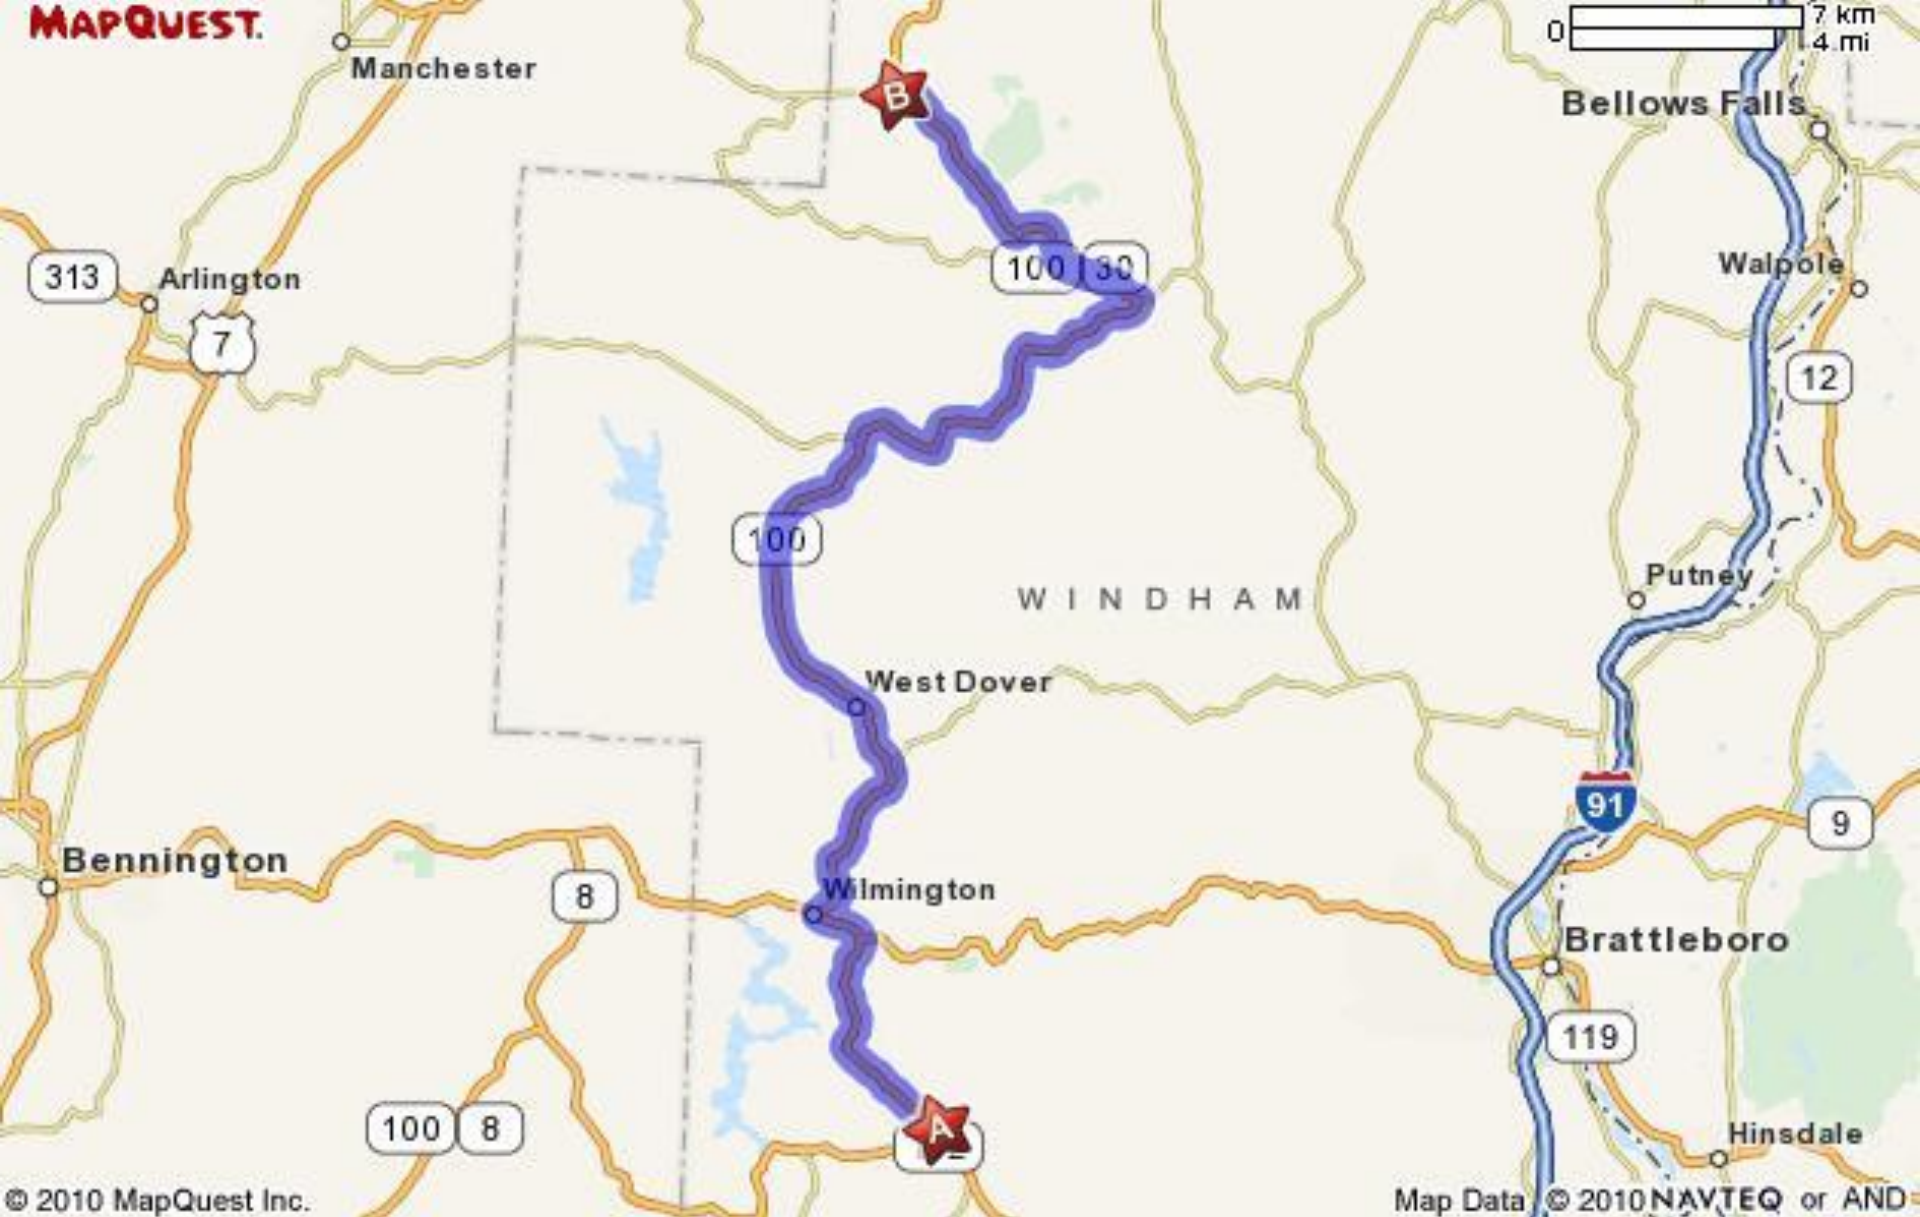 MAPQUEST.
0
7 km
4 mi
Manchester
B
Bellows Falls
313
Arlington
7
100
30
Walpole
12
100
WINDHAM
Putney
West Dover
91
9
Bennington
8
Wilmington
Brattleboro
119
100
8
A
Hinsdale
© 2010 MapQuest Inc.
Map Data © 2010 NAVTEQ or AND